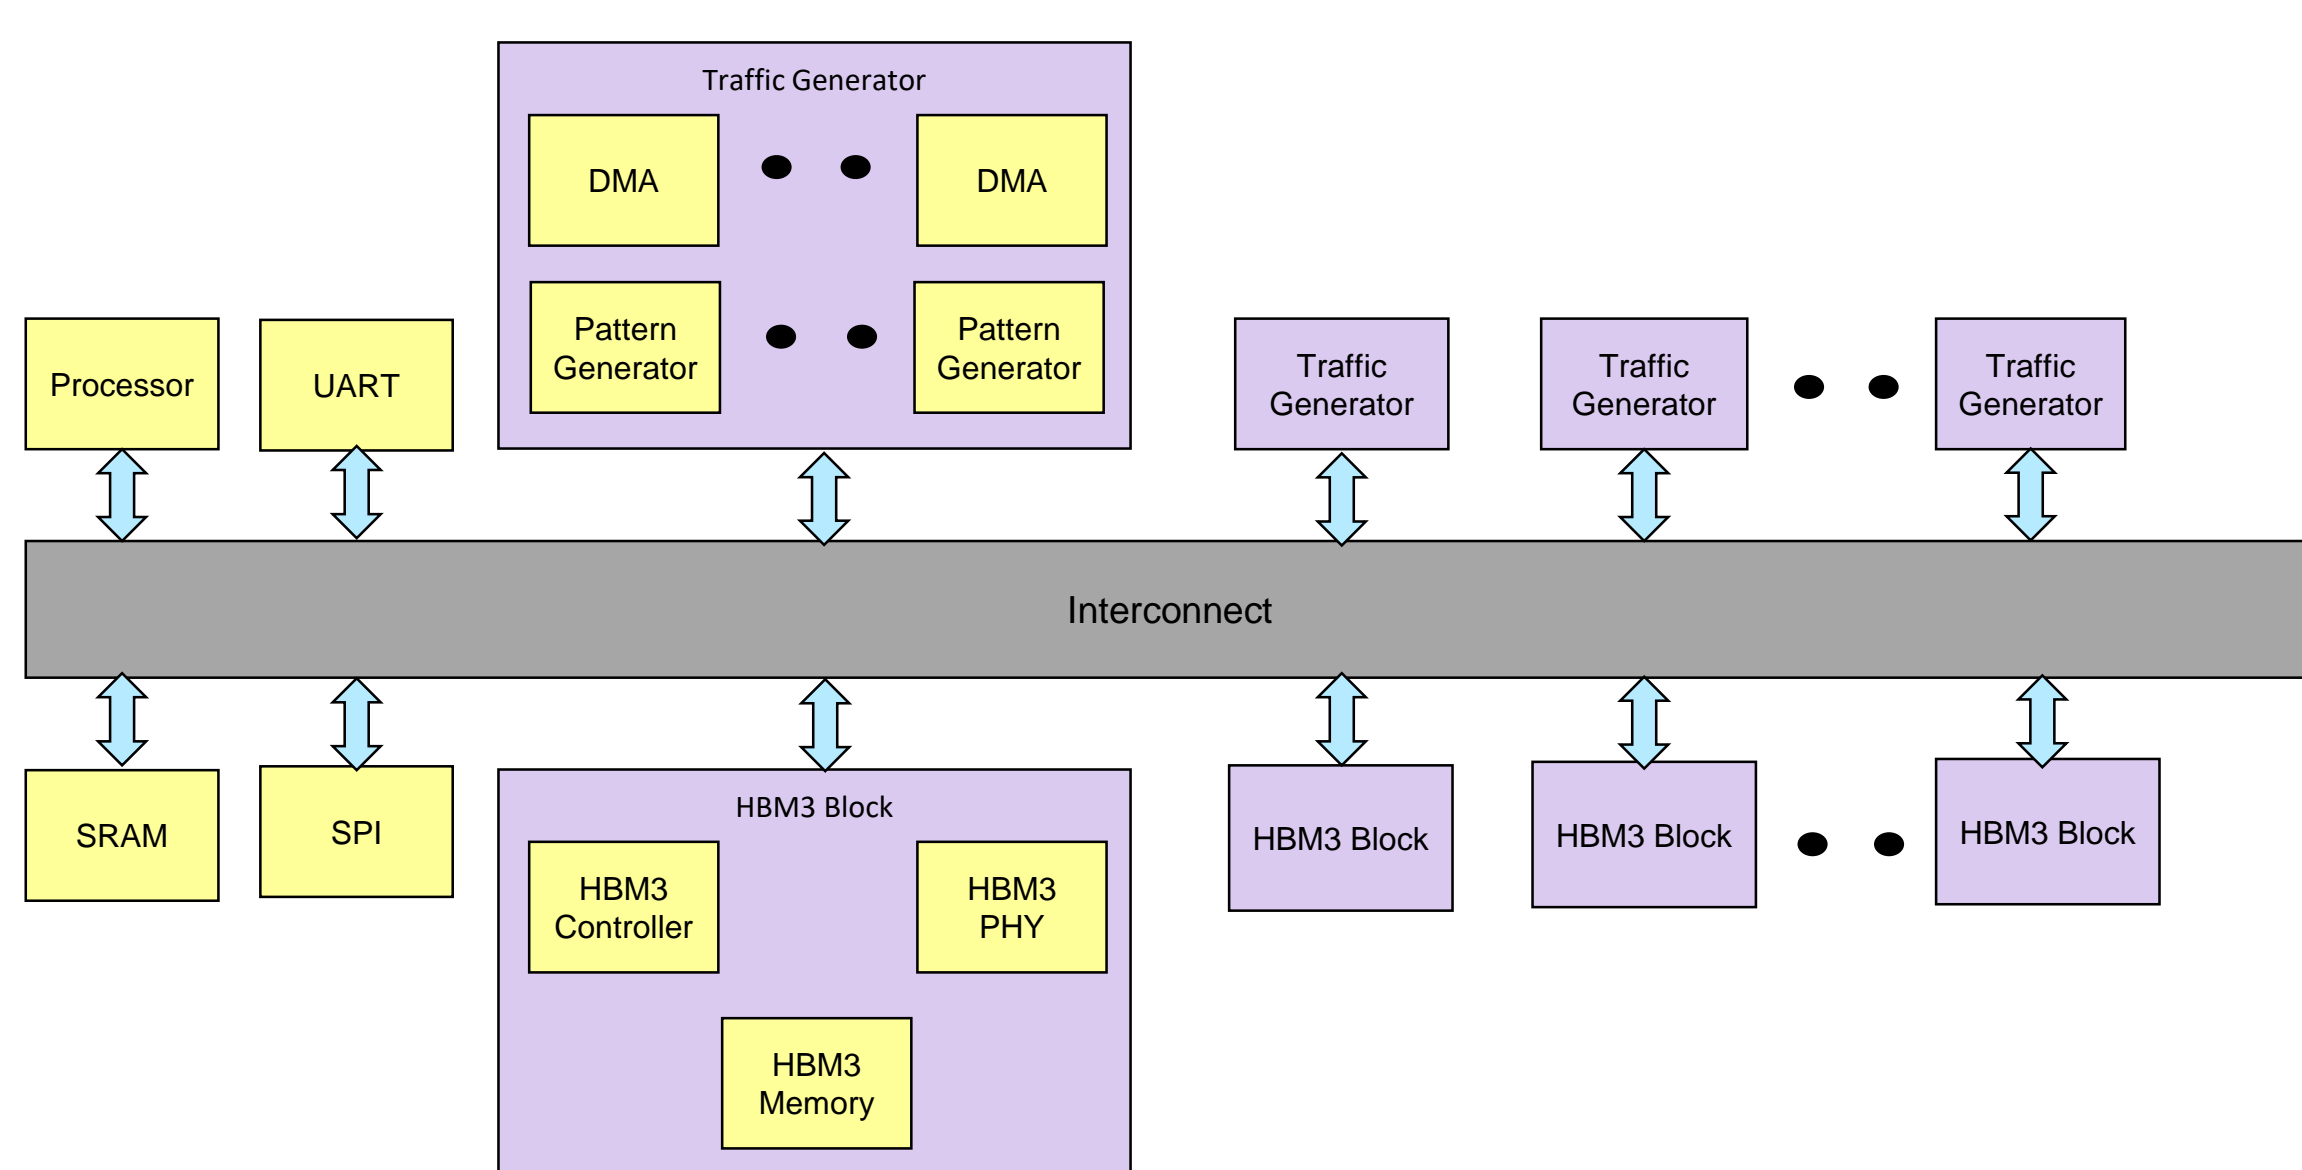 Traffic Generator
DMA
DMA
Pattern
Generator
Pattern
Generator
Processor
UART
Traffic
Generator
Traffic
Generator
Traffic
Generator
Interconnect
SRAM
SPI
HBM3 Block
HBM3
Controller
HBM3
PHY
HBM3
Memory
HBM3 Block
HBM3 Block
HBM3 Block